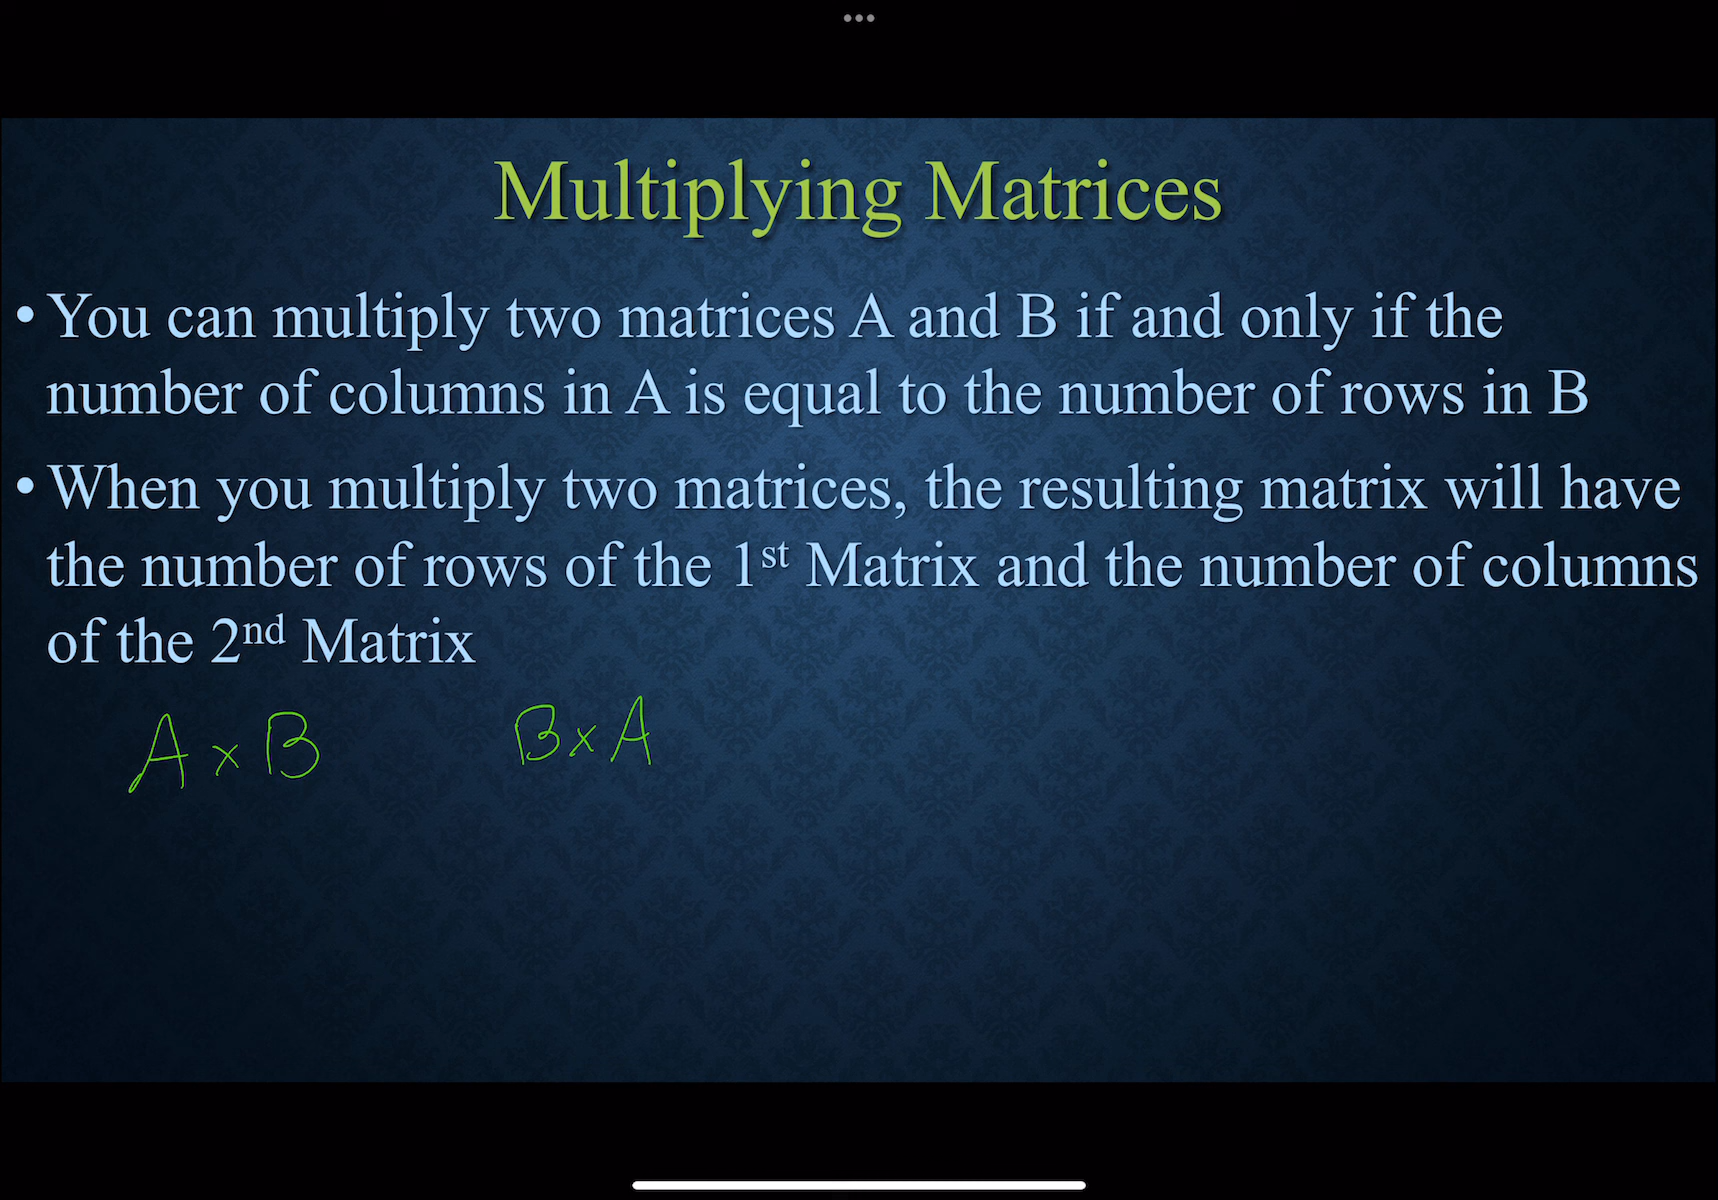 Multiplying Matrices
• You can multiply two matrices A and B if and only if the
number of columns in A is equal to the number of rows in B
• When you multiply two matrices, the resulting matrix will have
the number of rows of the 1st Matrix and the number of columns
of the 2nd Matrix
A x B B x A